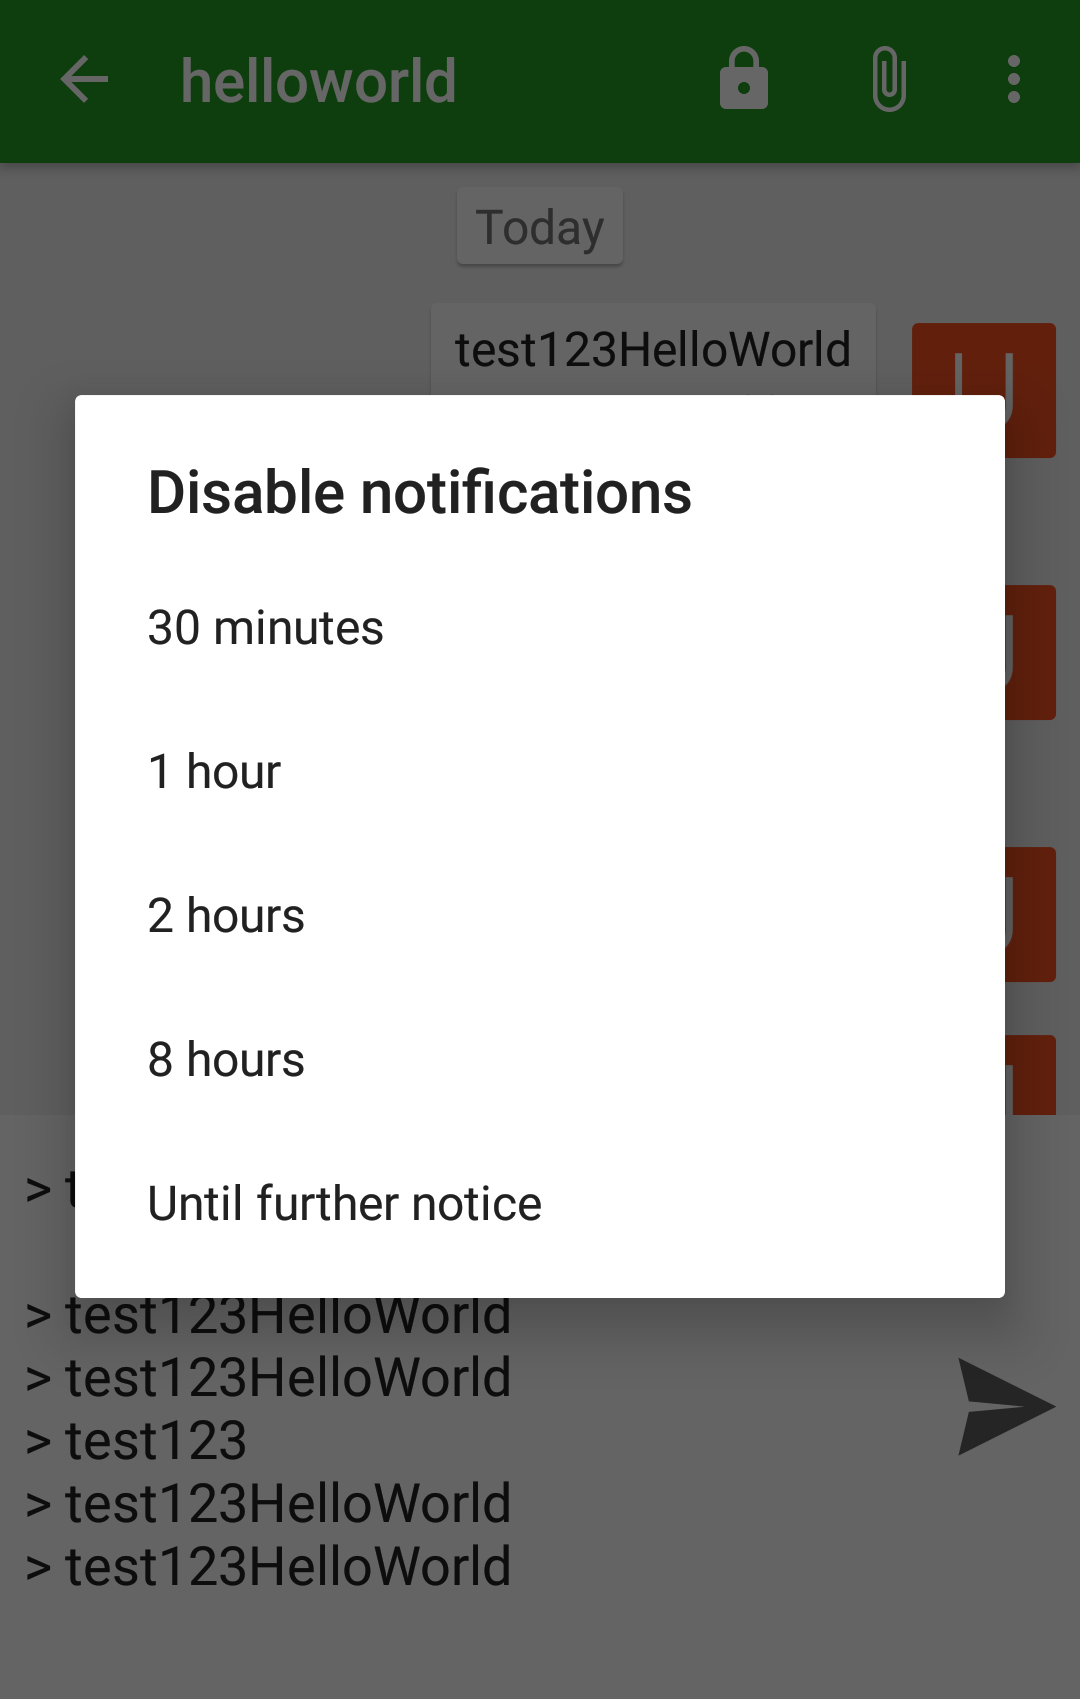 helloworld
Today
test123HelloWorld
Disable notifications
30 minutes
1 hour
2 hours
8 hours
Until further notice
>
> test123HelloWorld
> test123HelloWorld
> test123
> test123HelloWorld
> test123HelloWorld